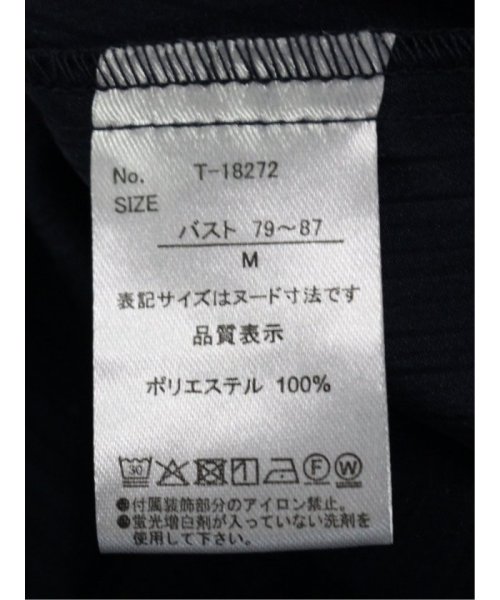 No. T-18272
SIZE
バスト 79～87
M
表記サイズはヌード寸法です
品質表示
ポリエステル 100%
30 F W
●付属装飾部分のアイロン禁止。
●蛍光増白剤が入っていない洗剤を
使用して下さい。